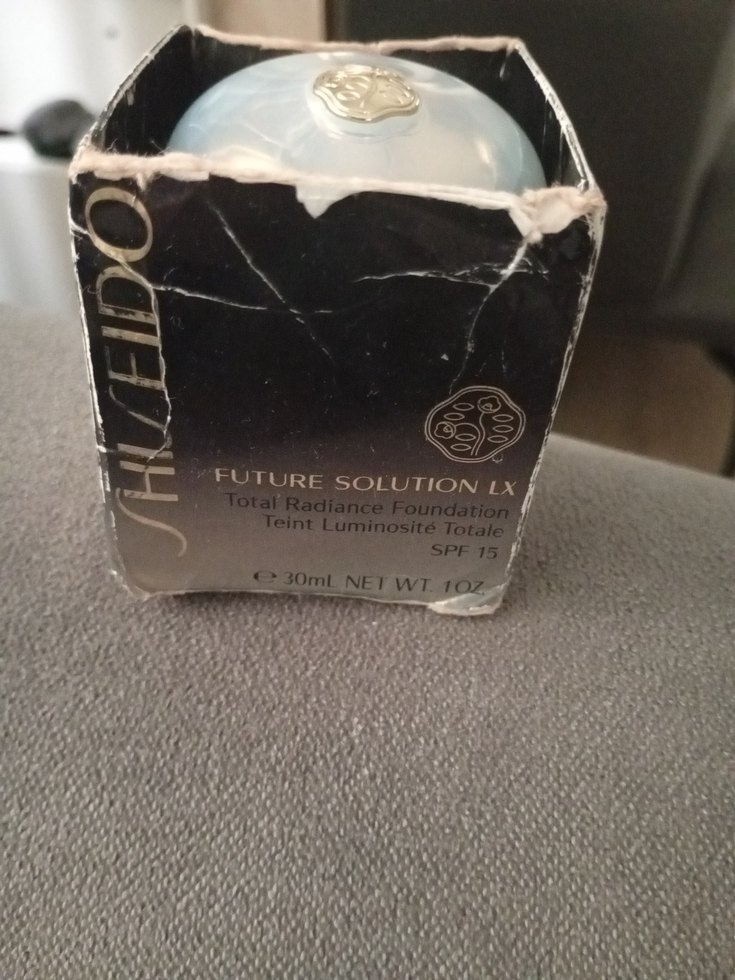 SHISEIDO
FUTURE SOLUTION LX
Total Radiance Foundation
Teint Luminosité Totale
SPF 15
℮ 30mL NET WT. 1OZ.